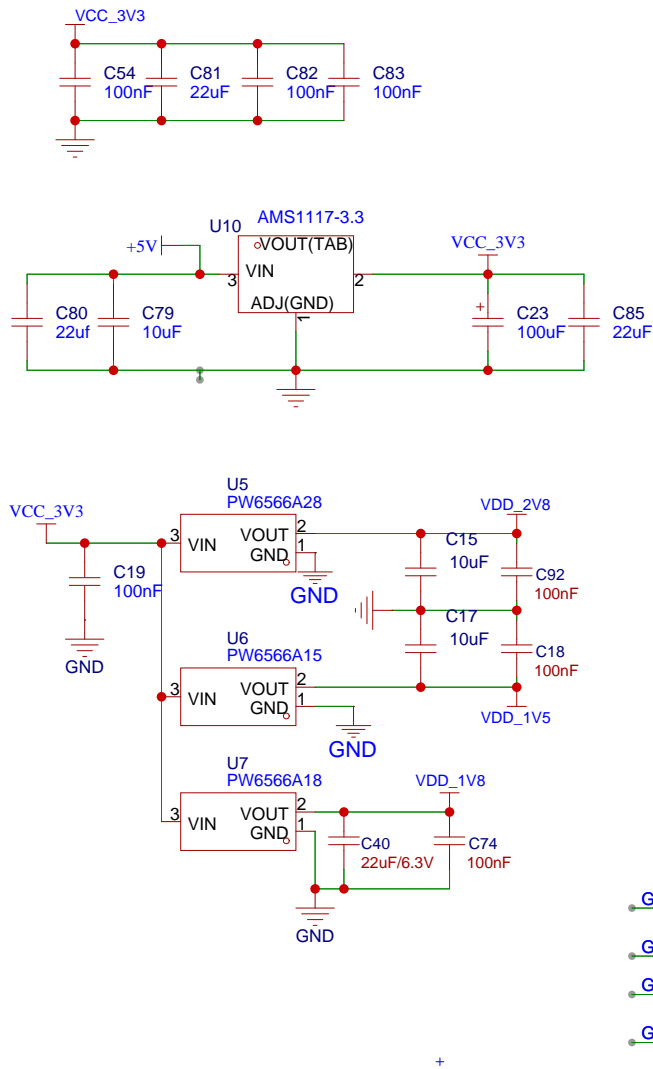 VCC_3V3
C54
100nF
C81
22uF
C82
100nF
C83
100nF
U10
AMS1117-3.3
+5V
VOUT(TAB)
VIN
ADJ(GND)
3
2
1
VCC_3V3
C80
22uf
C79
10uF
+
C23
100uF
C85
22uF
U5
PW6566A28
VCC_3V3
3
VIN
VOUT
GND
2
1
VDD_2V8
C19
100nF
GND
GND
C15
10uF
C92
100nF
C17
10uF
C18
100nF
U6
PW6566A15
3
VIN
VOUT
GND
2
1
GND
VDD_1V5
U7
PW6566A18
3
VIN
VOUT
GND
2
1
VDD_1V8
C40
22uF/6.3V
C74
100nF
GND
G
G
G
G
+